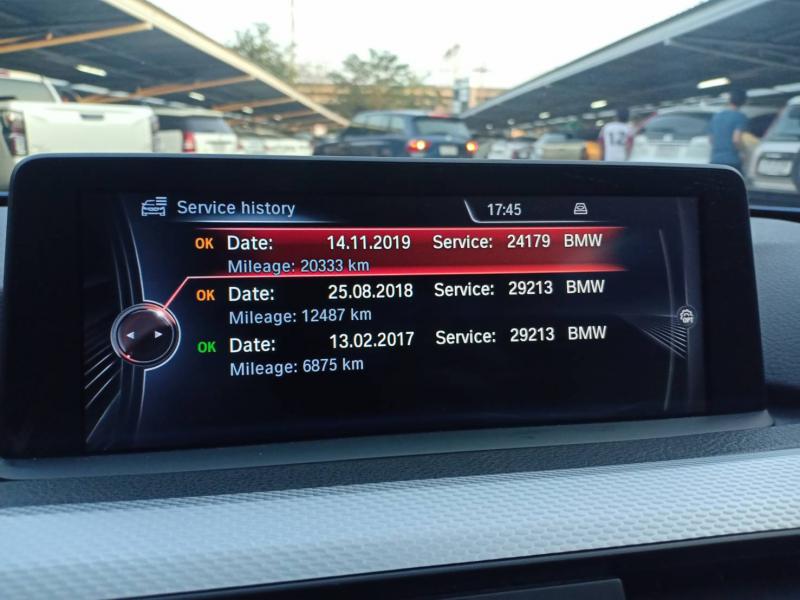 Service history 17:45
OK Date: 14.11.2019 Service: 24179 BMW
Mileage: 20333 km
OK Date: 25.08.2018 Service: 29213 BMW
Mileage: 12487 km
OK Date: 13.02.2017 Service: 29213 BMW
Mileage: 6875 km
OPT